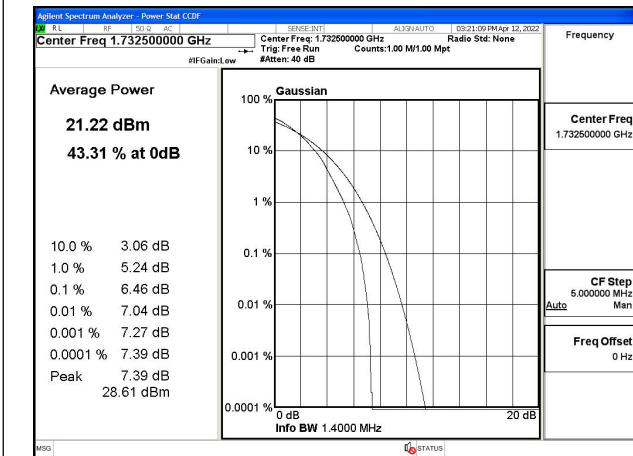 Agilent Spectrum Analyzer - Power Stat CCDF
RL RF 50 Ω AC SENSE:INT ALIGN AUTO 03:21:09 PM Apr 12, 2022
Center Freq 1.732500000 GHz
Center Freq: 1.732500000 GHz Radio Std: None
Trig: Free Run Counts:1.00 M/1.00 Mpt
#IFGain:Low #Atten: 40 dB
Frequency
Average Power
21.22 dBm
43.31 % at 0dB
10.0 % 3.06 dB
1.0 % 5.24 dB
0.1 % 6.46 dB
0.01 % 7.04 dB
0.001 % 7.27 dB
0.0001 % 7.39 dB
Peak 7.39 dB
28.61 dBm
Gaussian
100 %
10 %
1 %
0.1 %
0.01 %
0.001 %
0.0001 %
0 dB 20 dB
Info BW 1.4000 MHz
Center Freq
1.732500000 GHz
CF Step
5.000000 MHz
Auto Man
Freq Offset
0 Hz
MSG STATUS